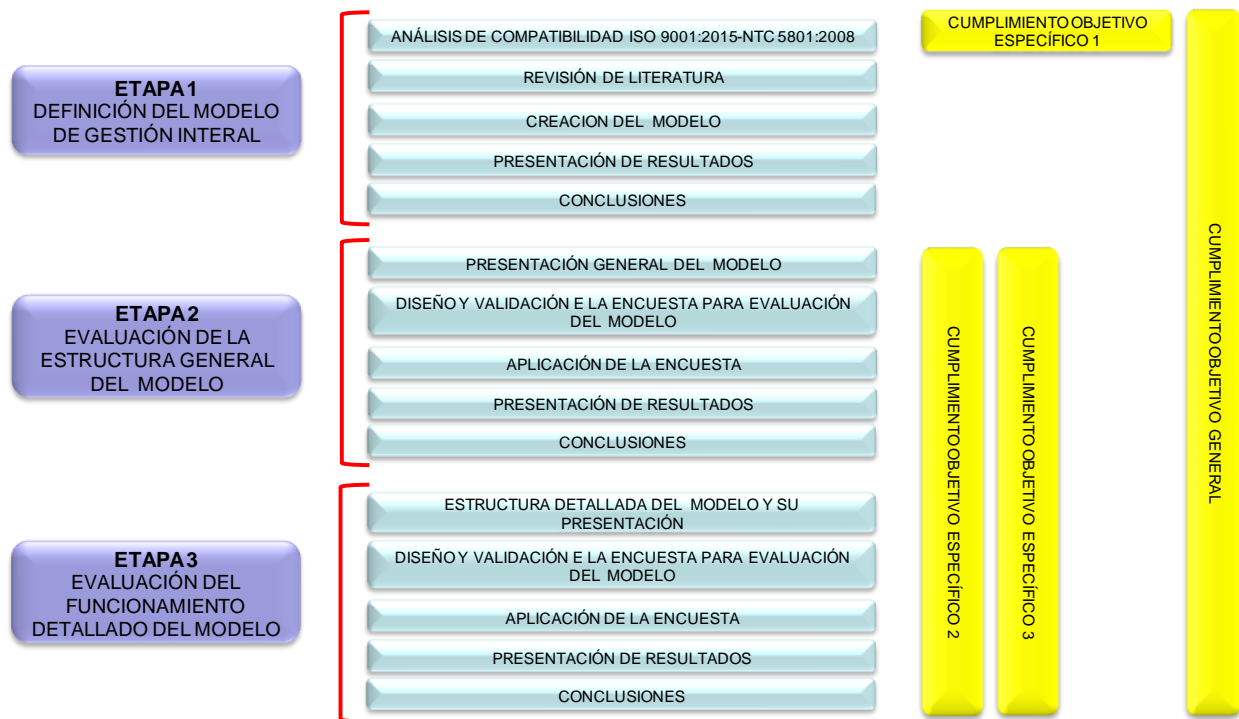 ETAPA 1
DEFINICIÓN DEL MODELO
DE GESTIÓN INTERAL
ANÁLISIS DE COMPATIBILIDAD ISO 9001:2015-NTC 5801:2008
REVISIÓN DE LITERATURA
CREACION DEL MODELO
PRESENTACIÓN DE RESULTADOS
CONCLUSIONES
CUMPLIMIENTO OBJETIVO
ESPECÍFICO 1
ETAPA 2
EVALUACIÓN DE LA
ESTRUCTURA GENERAL
DEL MODELO
PRESENTACIÓN GENERAL DEL MODELO
DISEÑO Y VALIDACIÓN E LA ENCUESTA PARA EVALUACIÓN
DEL MODELO
APLICACIÓN DE LA ENCUESTA
PRESENTACIÓN DE RESULTADOS
CONCLUSIONES
ETAPA 3
EVALUACIÓN DEL
FUNCIONAMIENTO
DETALLADO DEL MODELO
ESTRUCTURA DETALLADA DEL MODELO Y SU
PRESENTACIÓN
DISEÑO Y VALIDACIÓN E LA ENCUESTA PARA EVALUACIÓN
DEL MODELO
APLICACIÓN DE LA ENCUESTA
PRESENTACIÓN DE RESULTADOS
CONCLUSIONES
CUMPLIMIENTO OBJETIVO ESPECÍFICO 2
CUMPLIMIENTO OBJETIVO ESPECÍFICO 3
CUMPLIMIENTO OBJETIVO GENERAL